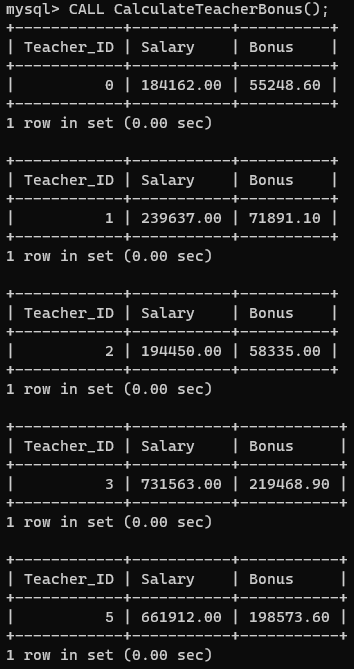 mysql> CALL CalculateTeacherBonus();
+------------+-----------+----------+
| Teacher_ID | Salary    | Bonus    |
+------------+-----------+----------+
|          0 | 184162.00 | 55248.60 |
+------------+-----------+----------+
1 row in set (0.00 sec)

+------------+-----------+----------+
| Teacher_ID | Salary    | Bonus    |
+------------+-----------+----------+
|          1 | 239637.00 | 71891.10 |
+------------+-----------+----------+
1 row in set (0.00 sec)

+------------+-----------+----------+
| Teacher_ID | Salary    | Bonus    |
+------------+-----------+----------+
|          2 | 194450.00 | 58335.00 |
+------------+-----------+----------+
1 row in set (0.00 sec)

+------------+-----------+-----------+
| Teacher_ID | Salary    | Bonus     |
+------------+-----------+-----------+
|          3 | 731563.00 | 219468.90 |
+------------+-----------+-----------+
1 row in set (0.00 sec)

+------------+-----------+-----------+
| Teacher_ID | Salary    | Bonus     |
+------------+-----------+-----------+
|          5 | 661912.00 | 198573.60 |
+------------+-----------+-----------+
1 row in set (0.00 sec)